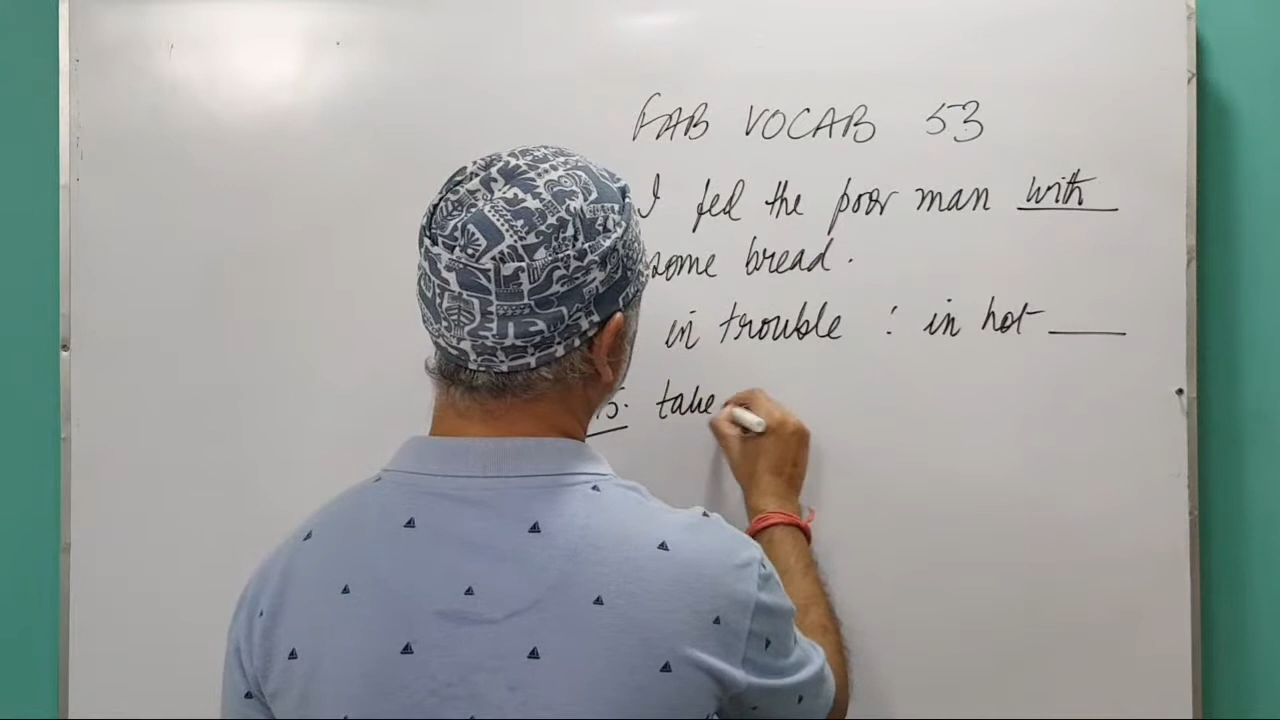 FAB VOCAB 53
I fed the poor man with
some bread.
in trouble : in hot ____
take